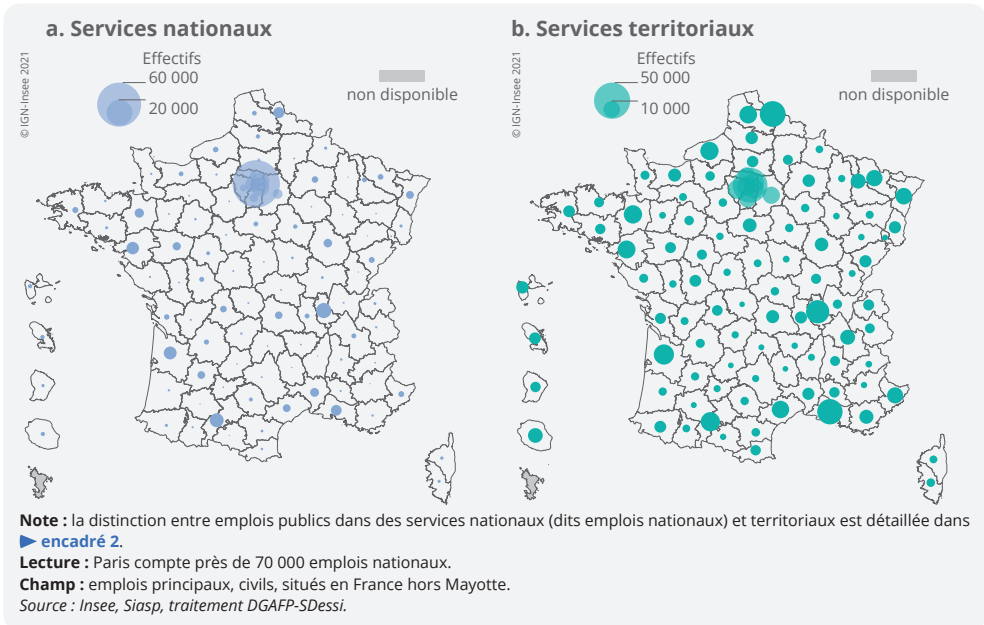 a. Services nationaux
Effectifs
60 000
20 000
non disponible
© IGN-Insee 2021
b. Services territoriaux
Effectifs
50 000
10 000
non disponible
© IGN-Insee 2021
Note : la distinction entre emplois publics dans des services nationaux (dits emplois nationaux) et territoriaux est détaillée dans
► encadré 2.
Lecture : Paris compte près de 70 000 emplois nationaux.
Champ : emplois principaux, civils, situés en France hors Mayotte.
Source : Insee, Siasp, traitement DGAFP-SDessi.